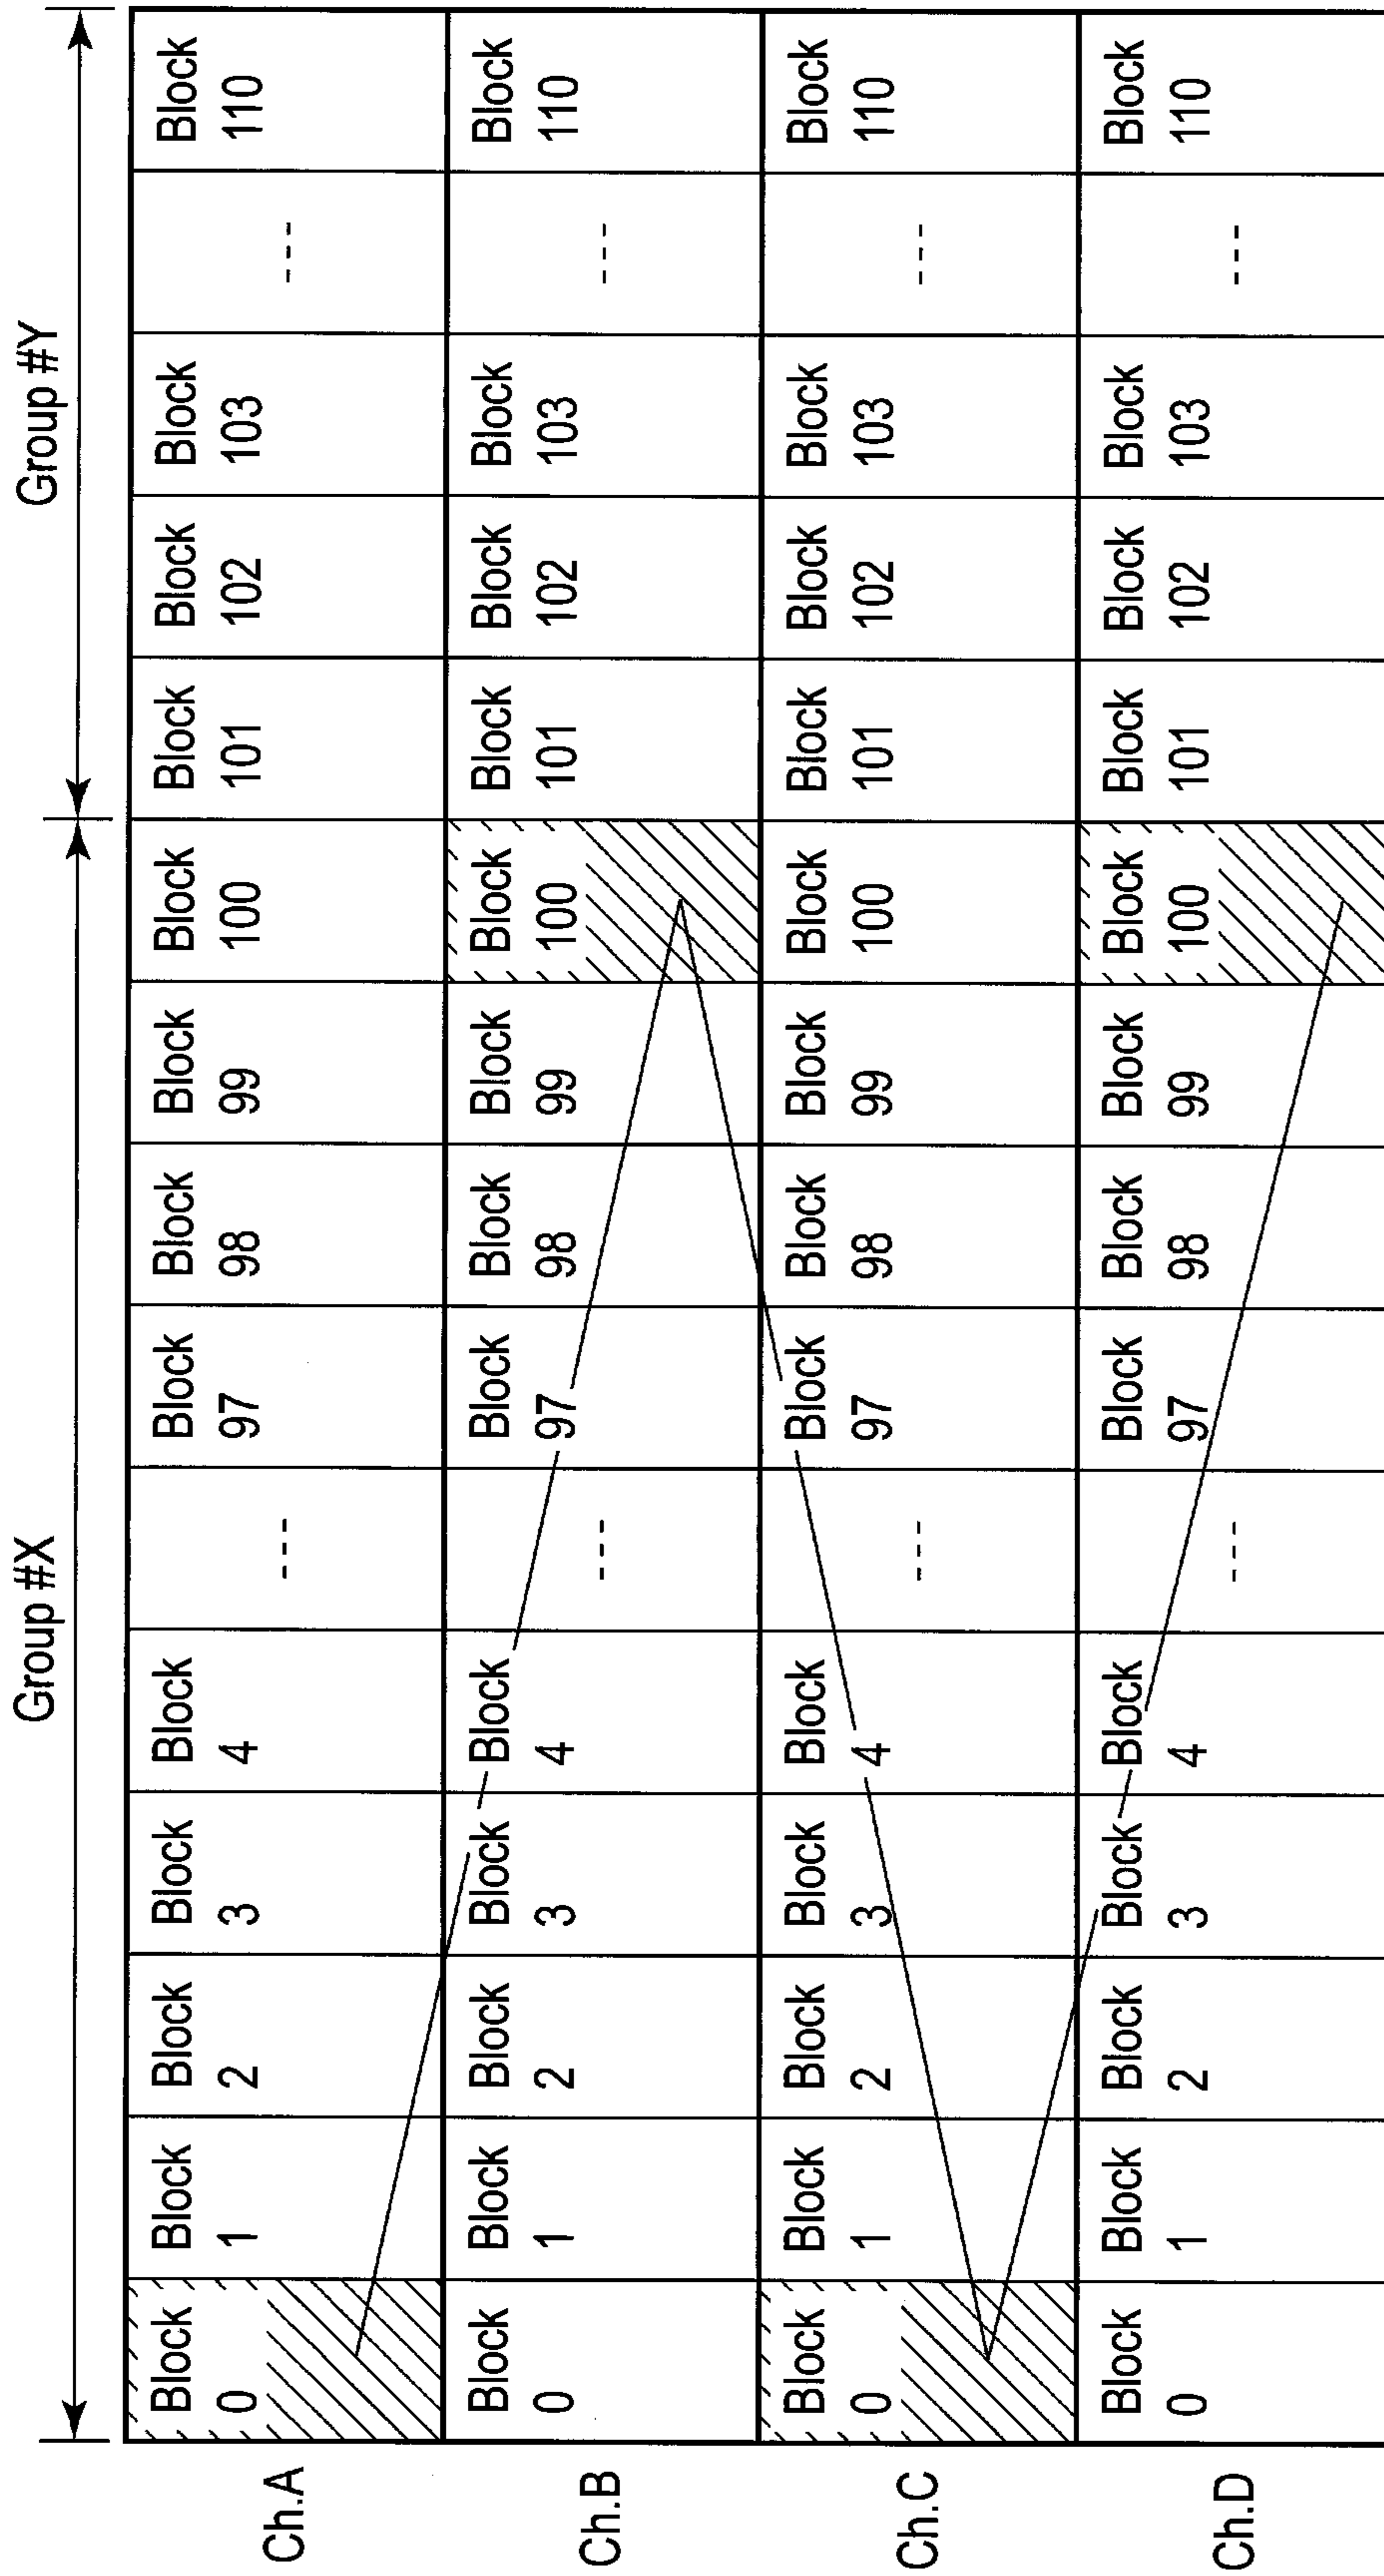 Group #X Group #Y
Ch.A Block 0 Block 1 Block 2 Block 3 Block 4 --- Block 97 Block 98 Block 99 Block 100 Block 101 Block 102 Block 103 --- Block 110
Ch.B Block 0 Block 1 Block 2 Block 3 Block 4 --- Block 97 Block 98 Block 99 Block 100 Block 101 Block 102 Block 103 --- Block 110
Ch.C Block 0 Block 1 Block 2 Block 3 Block 4 --- Block 97 Block 98 Block 99 Block 100 Block 101 Block 102 Block 103 --- Block 110
Ch.D Block 0 Block 1 Block 2 Block 3 Block 4 --- Block 97 Block 98 Block 99 Block 100 Block 101 Block 102 Block 103 --- Block 110